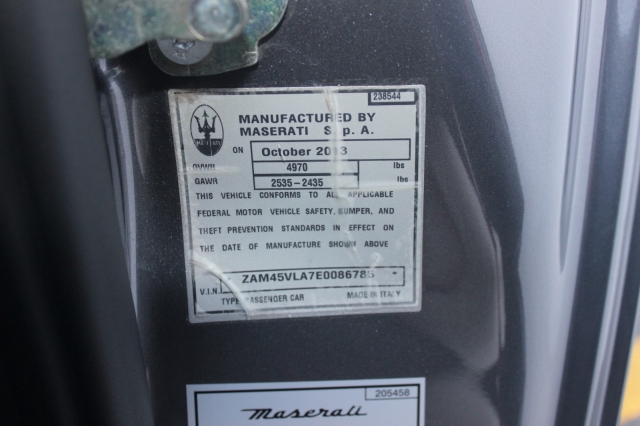 238544
MANUFACTURED BY
MASERATI S.p. A.
ON October 2013
GVWR 4970 lbs
GAWR 2535-2435 lbs
THIS VEHICLE CONFORMS TO ALL APPLICABLE
FEDERAL MOTOR VEHICLE SAFETY, BUMPER, AND
THEFT PREVENTION STANDARDS IN EFFECT ON
THE DATE OF MANUFACTURE SHOWN ABOVE
V.I.N. * ZAM45VLA7E0086785 *
TYPE PASSENGER CAR MADE IN ITALY
205458
Maserati